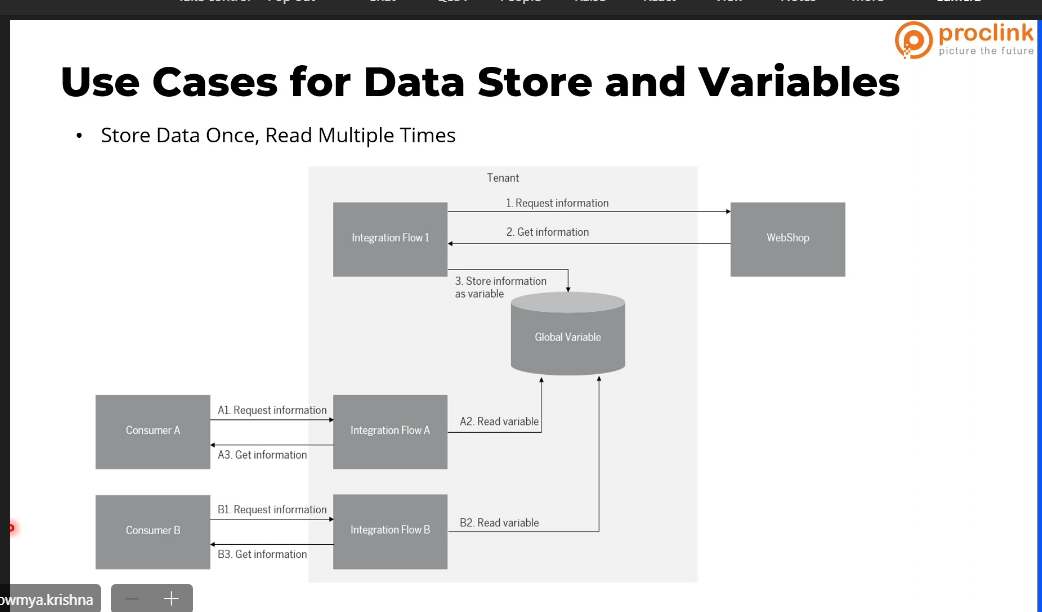 proclink
picture the future
Use Cases for Data Store and Variables
• Store Data Once, Read Multiple Times
Tenant
1. Request information
Integration Flow 1
2. Get information
WebShop
3. Store information
as variable
Global Variable
A1. Request information
Consumer A
Integration Flow A
A2. Read variable
A3. Get information
B1. Request information
Consumer B
Integration Flow B
B2. Read variable
B3. Get information
owmya.krishna